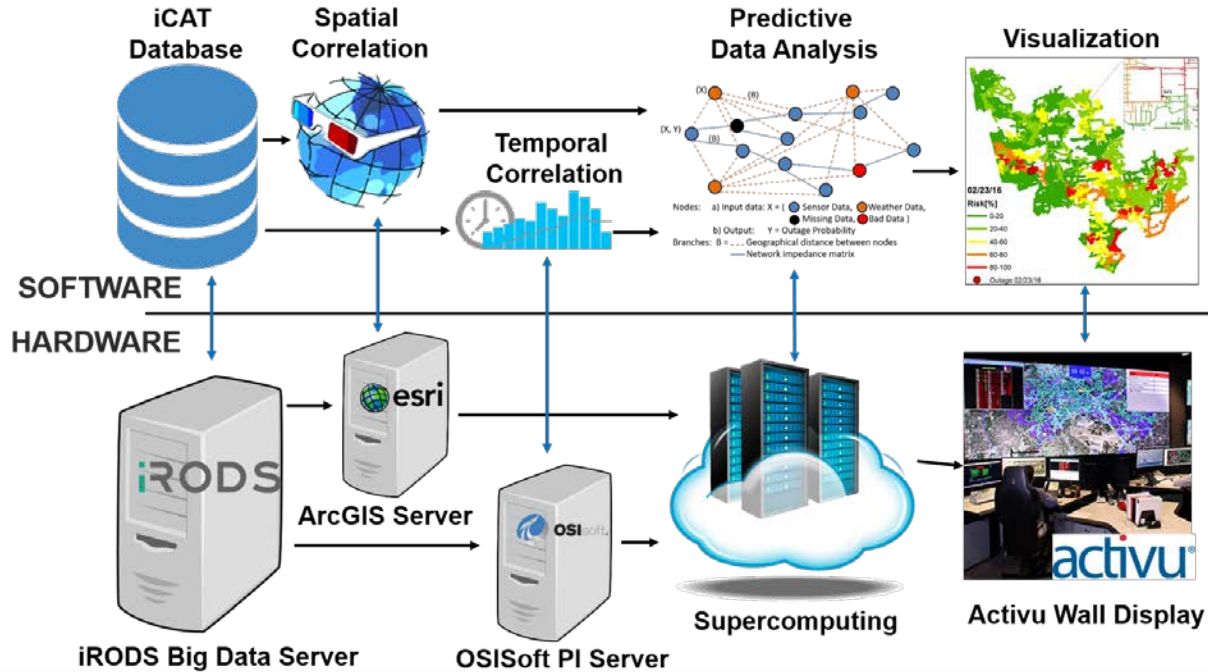 iCAT
Database
Spatial
Correlation
Predictive
Data Analysis
Visualization
Temporal
Correlation
(X)
(B)
(X, Y)
(B)
Nodes: a) Input data: X = ( Sensor Data, Weather Data,
Missing Data, Bad Data )
b) Output: Y = Outage Probability
Branches: B = Geographical distance between nodes
Network impedance matrix
02/23/16
Risk[%]
0-20
20-40
40-60
60-80
80-100
Outage 02/23/16
SOFTWARE
HARDWARE
esri
iRODS
OSIsoft.
ArcGIS Server
activu®
Supercomputing
Activu Wall Display
iRODS Big Data Server
OSISoft PI Server